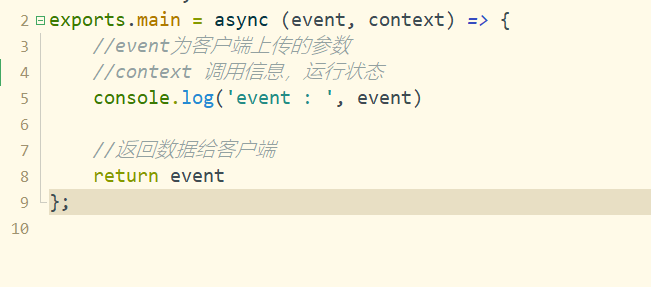 2 exports.main = async (event, context) => {
3 //event为客户端上传的参数
4 //context 调用信息，运行状态
5 console.log('event : ', event)
6
7 //返回数据给客户端
8 return event
9 };
10